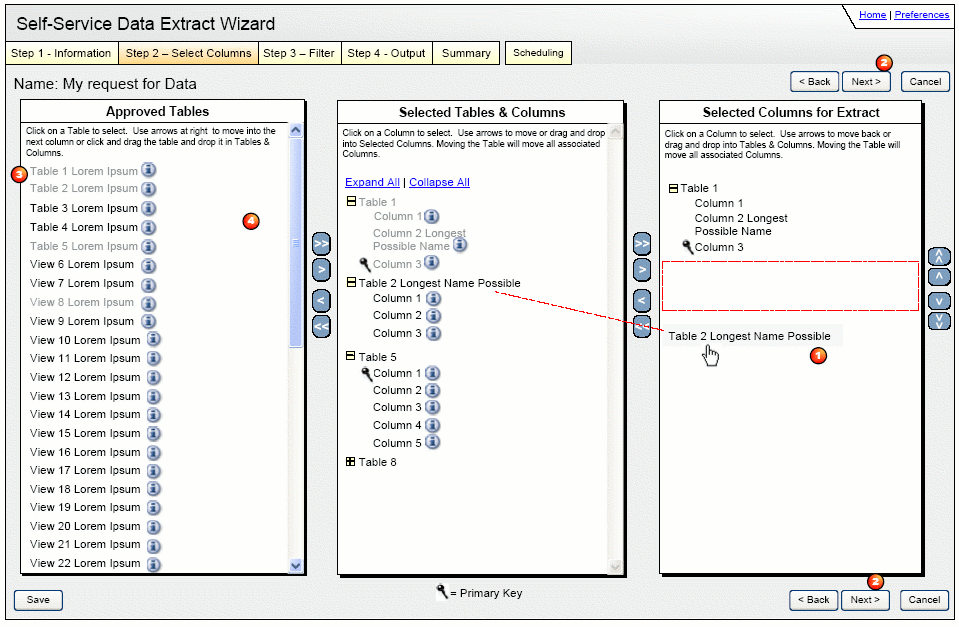 Self-Service Data Extract Wizard
Home | Preferences
Step 1 - Information
Step 2 – Select Columns
Step 3 – Filter
Step 4 - Output
Summary
Scheduling
2
Name: My request for Data
< Back
Next >
Cancel
Approved Tables
Click on a Table to select. Use arrows at right to move into the
next column or click and drag the table and drop it in Tables &
Columns.
3
Table 1 Lorem Ipsum
Table 2 Lorem Ipsum
Table 3 Lorem Ipsum
Table 4 Lorem Ipsum
4
Table 5 Lorem Ipsum
View 6 Lorem Ipsum
View 7 Lorem Ipsum
View 8 Lorem Ipsum
View 9 Lorem Ipsum
View 10 Lorem Ipsum
View 11 Lorem Ipsum
View 12 Lorem Ipsum
View 13 Lorem Ipsum
View 14 Lorem Ipsum
View 15 Lorem Ipsum
View 16 Lorem Ipsum
View 17 Lorem Ipsum
View 18 Lorem Ipsum
View 19 Lorem Ipsum
View 20 Lorem Ipsum
View 21 Lorem Ipsum
View 22 Lorem Ipsum
>>
>
<
<<
Selected Tables & Columns
Click on a Column to select. Use arrows to move or drag and drop
into Selected Columns. Moving the Table will move all associated
Columns.
Expand All | Collapse All
Table 1
Column 1
Column 2 Longest
Possible Name
Column 3
Table 2 Longest Name Possible
Column 1
Column 2
Column 3
Table 5
Column 1
Column 2
Column 3
Column 4
Column 5
Table 8
>>
>
<
<<
Selected Columns for Extract
Click on a Column to select. Use arrows to move back or
drag and drop into Tables & Columns. Moving the Table will
move all associated Columns.
Table 1
Column 1
Column 2 Longest
Possible Name
Column 3
Table 2 Longest Name Possible
1
Save
= Primary Key
2
< Back
Next >
Cancel